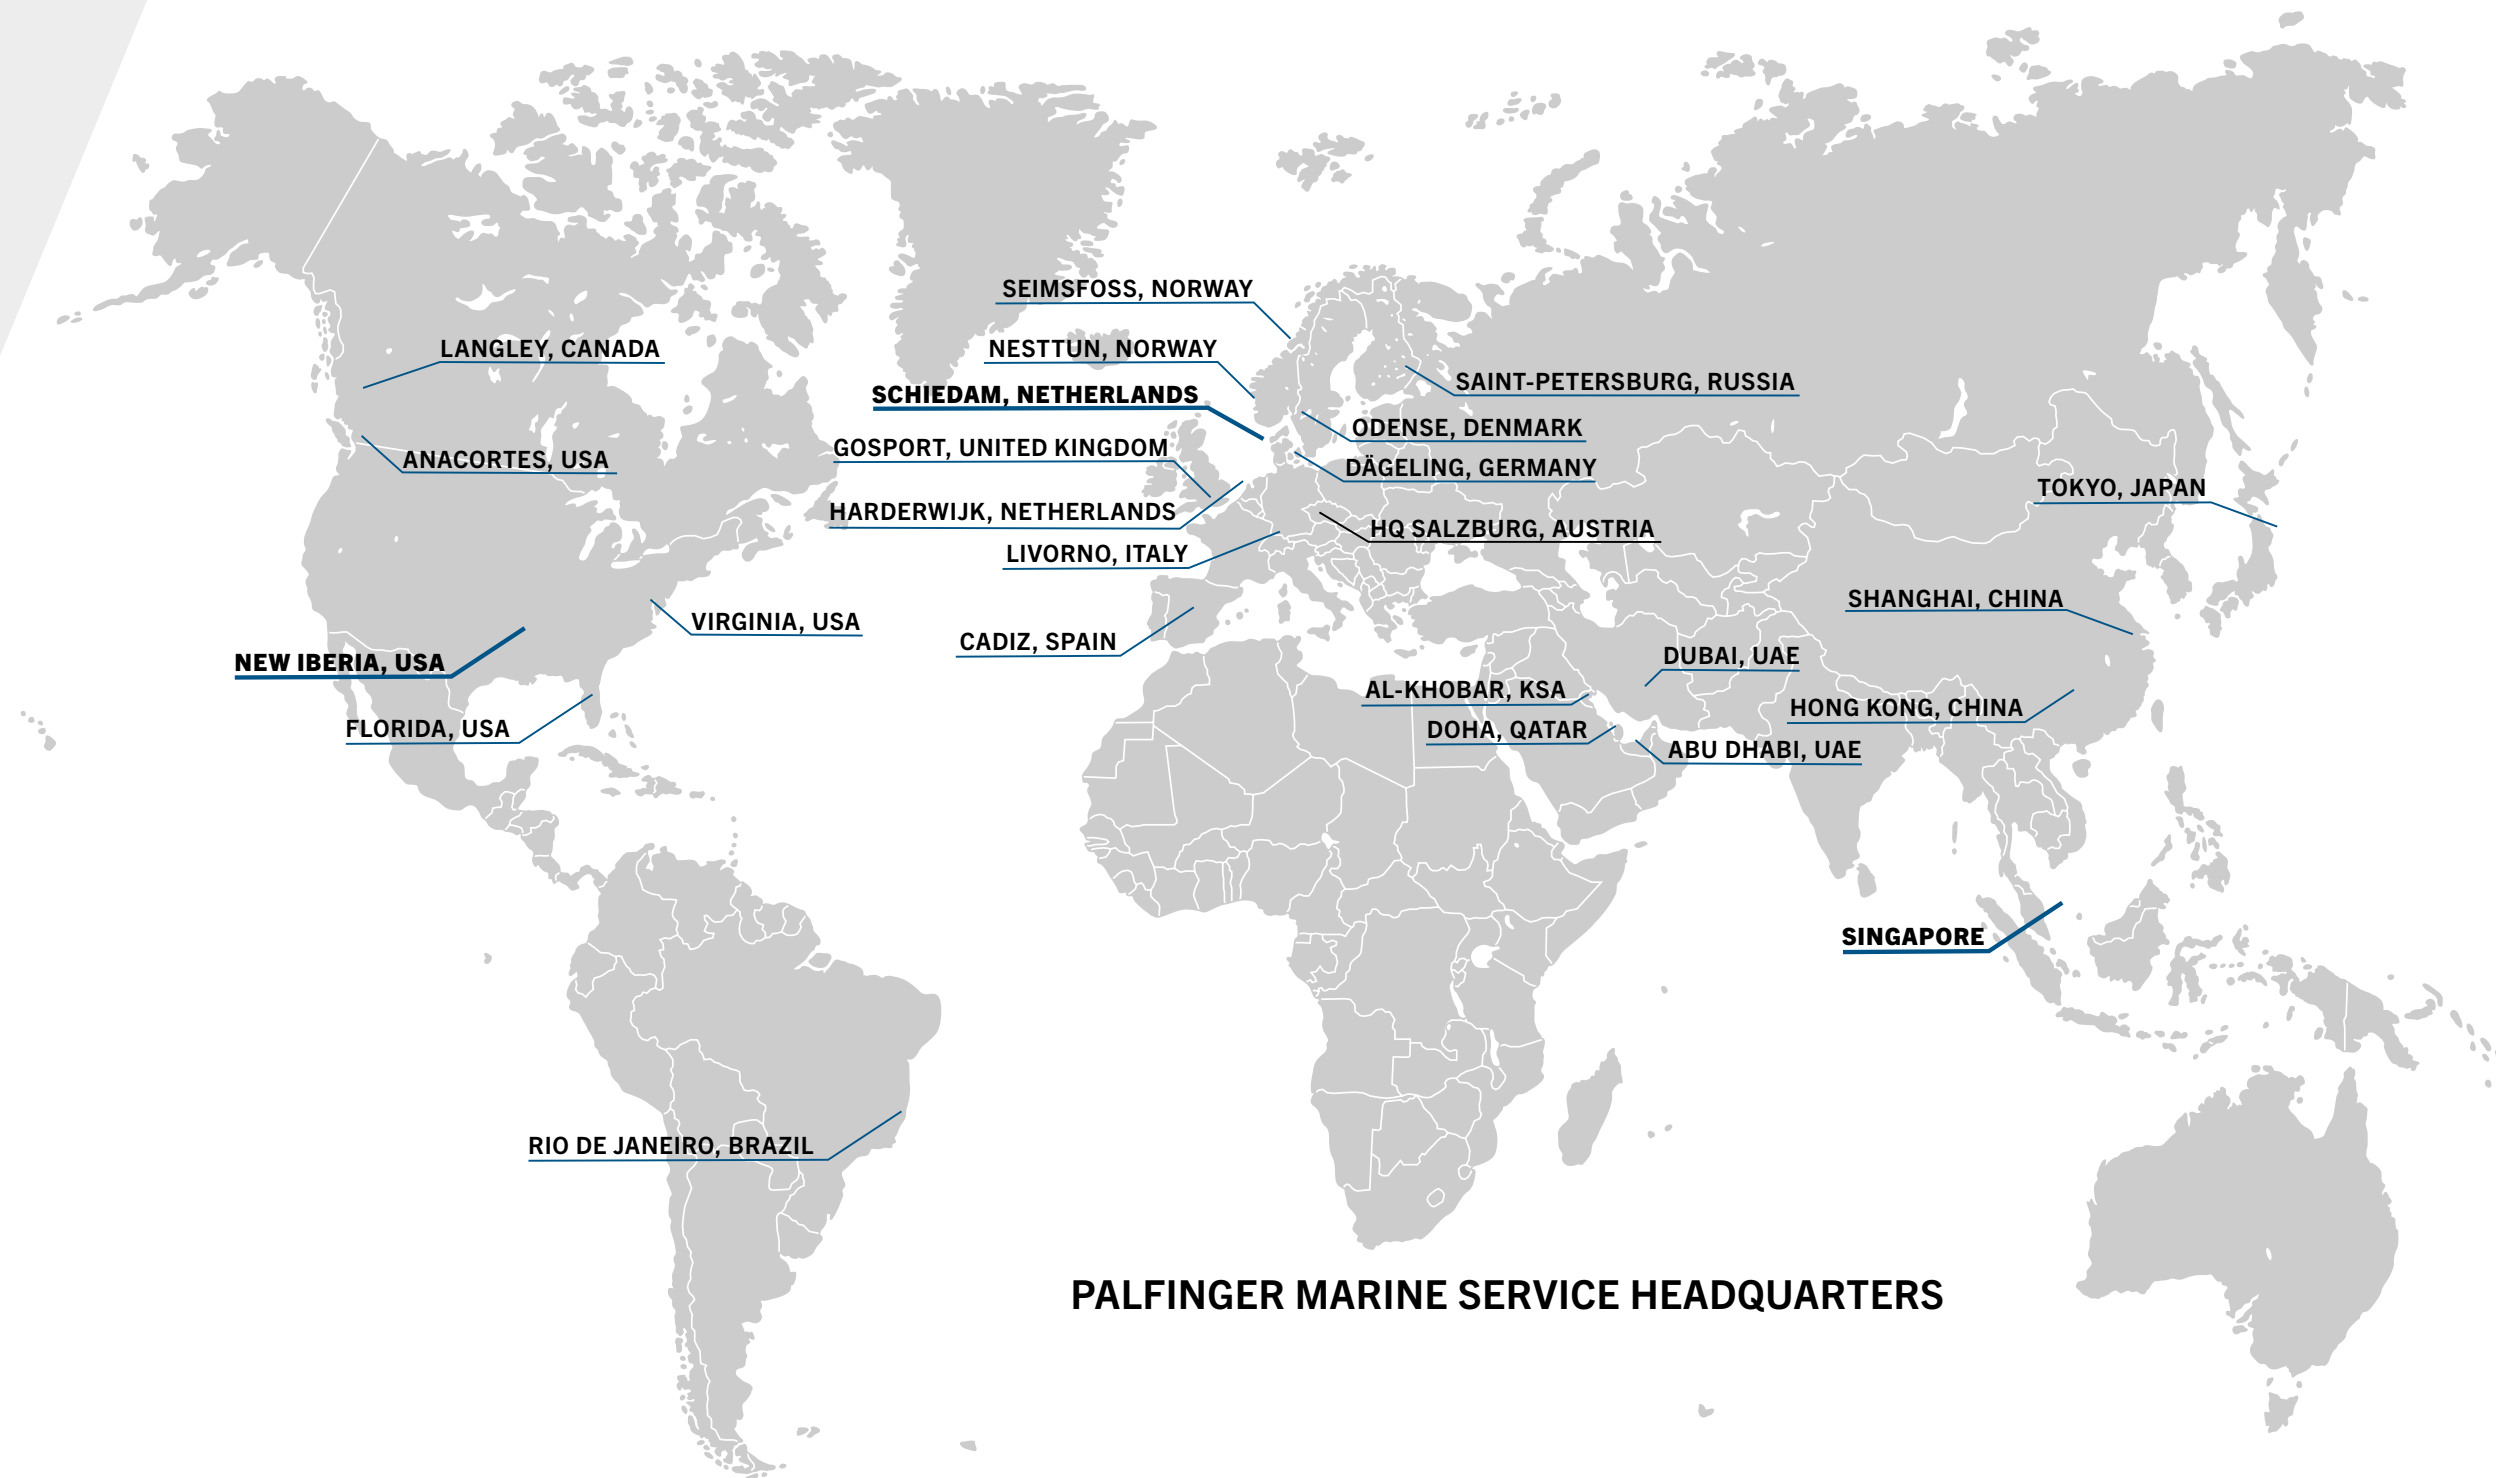 SEIMSFOSS, NORWAY
LANGLEY, CANADA
NESTTUN, NORWAY
SAINT-PETERSBURG, RUSSIA
SCHIEDAM, NETHERLANDS
ODENSE, DENMARK
GOSPORT, UNITED KINGDOM
ANACORTES, USA
DÄGELING, GERMANY
TOKYO, JAPAN
HARDERWIJK, NETHERLANDS
HQ SALZBURG, AUSTRIA
LIVORNO, ITALY
SHANGHAI, CHINA
VIRGINIA, USA
CADIZ, SPAIN
DUBAI, UAE
NEW IBERIA, USA
AL-KHOBAR, KSA
HONG KONG, CHINA
FLORIDA, USA
DOHA, QATAR
ABU DHABI, UAE
SINGAPORE
RIO DE JANEIRO, BRAZIL
PALFINGER MARINE SERVICE HEADQUARTERS